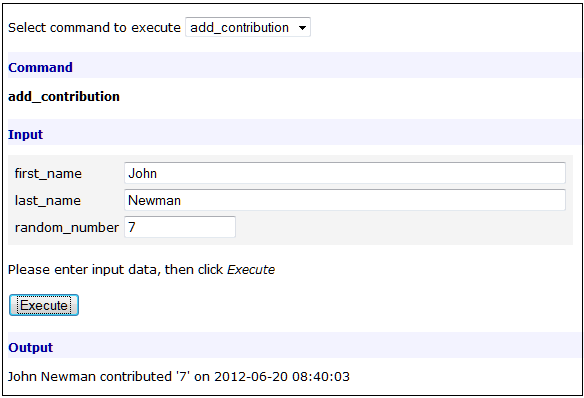 Select command to execute add_contribution
Command
add_contribution
Input
first_name John
last_name Newman
random_number 7
Please enter input data, then click Execute
Execute
Output
John Newman contributed '7' on 2012-06-20 08:40:03